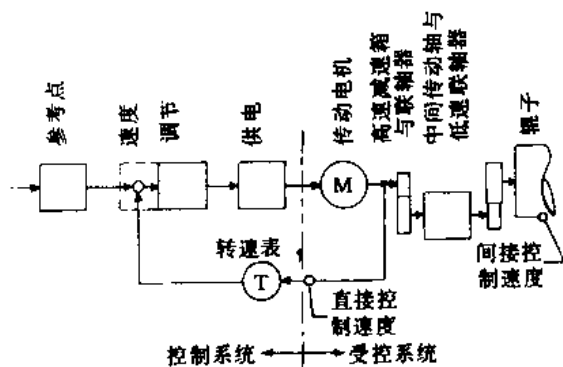 参考点
速度
调节
供电
传动电机
高速减速箱
与联轴器
中间传动轴与
低速联轴器
辊子
M
转速表
T
直接控
制速度
间接控
制速度
控制系统
受控系统